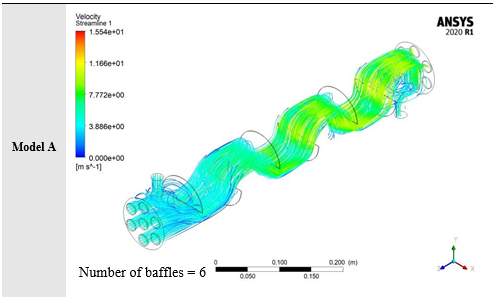 Velocity
Streamline 1
1.554e+01
1.166e+01
7.772e+00
3.886e+00
0.000e+00
[m s^-1]
ANSYS
2020 R1
Model A
Number of baffles = 6
0 0.100 0.200 (m)
0.050 0.150
Y
Z X